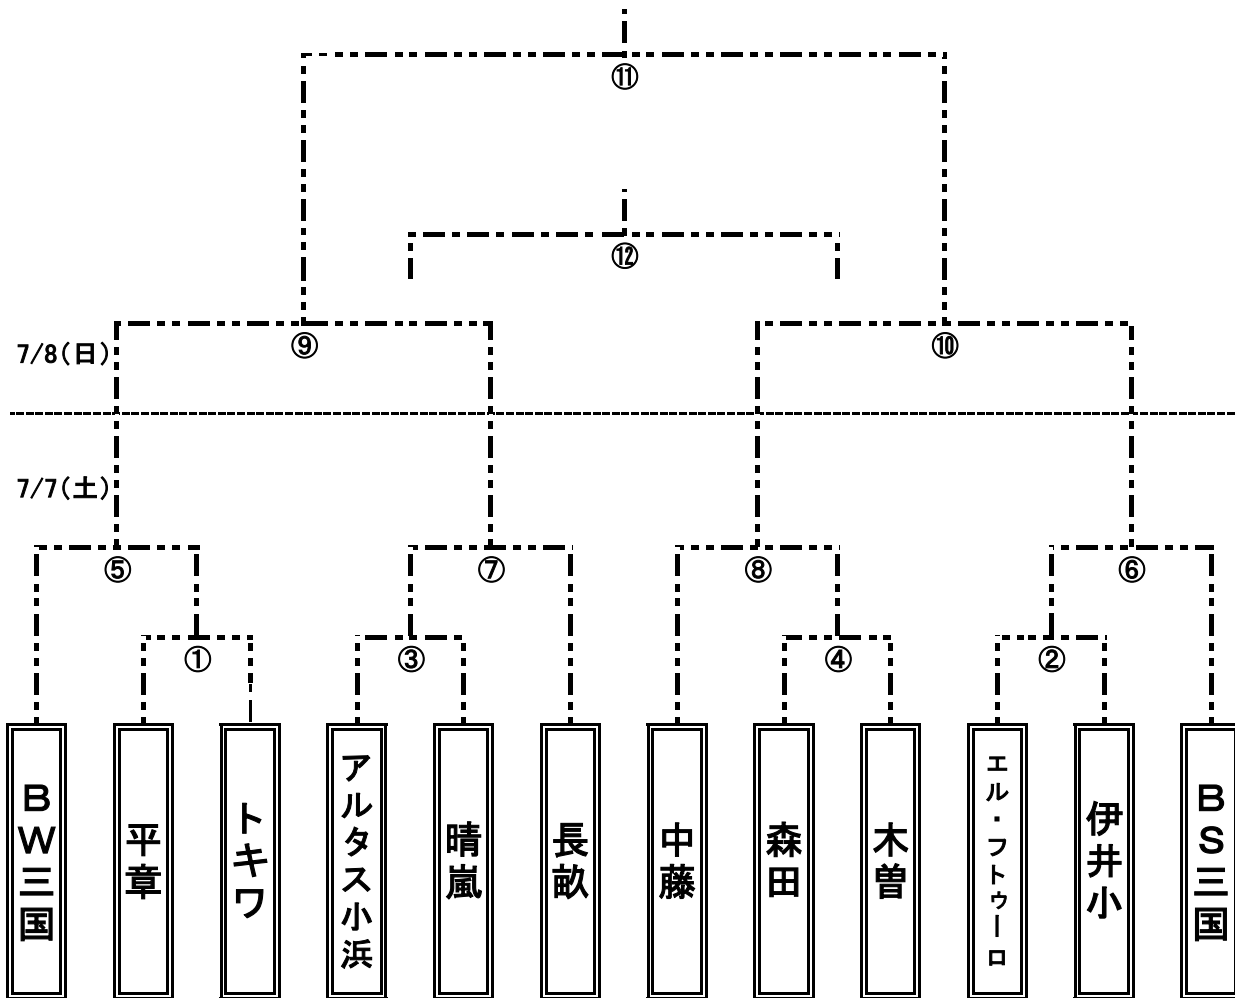 ⑪
⑫
⑨
⑩
7/8(日)
7/7(土)
⑤
⑦
⑧
⑥
①
③
④
②
BW三国
平章
トキワ
アルタス小浜
晴嵐
長畝
中藤
森田
木曽
エル・フトゥーロ
伊井小
BS三国